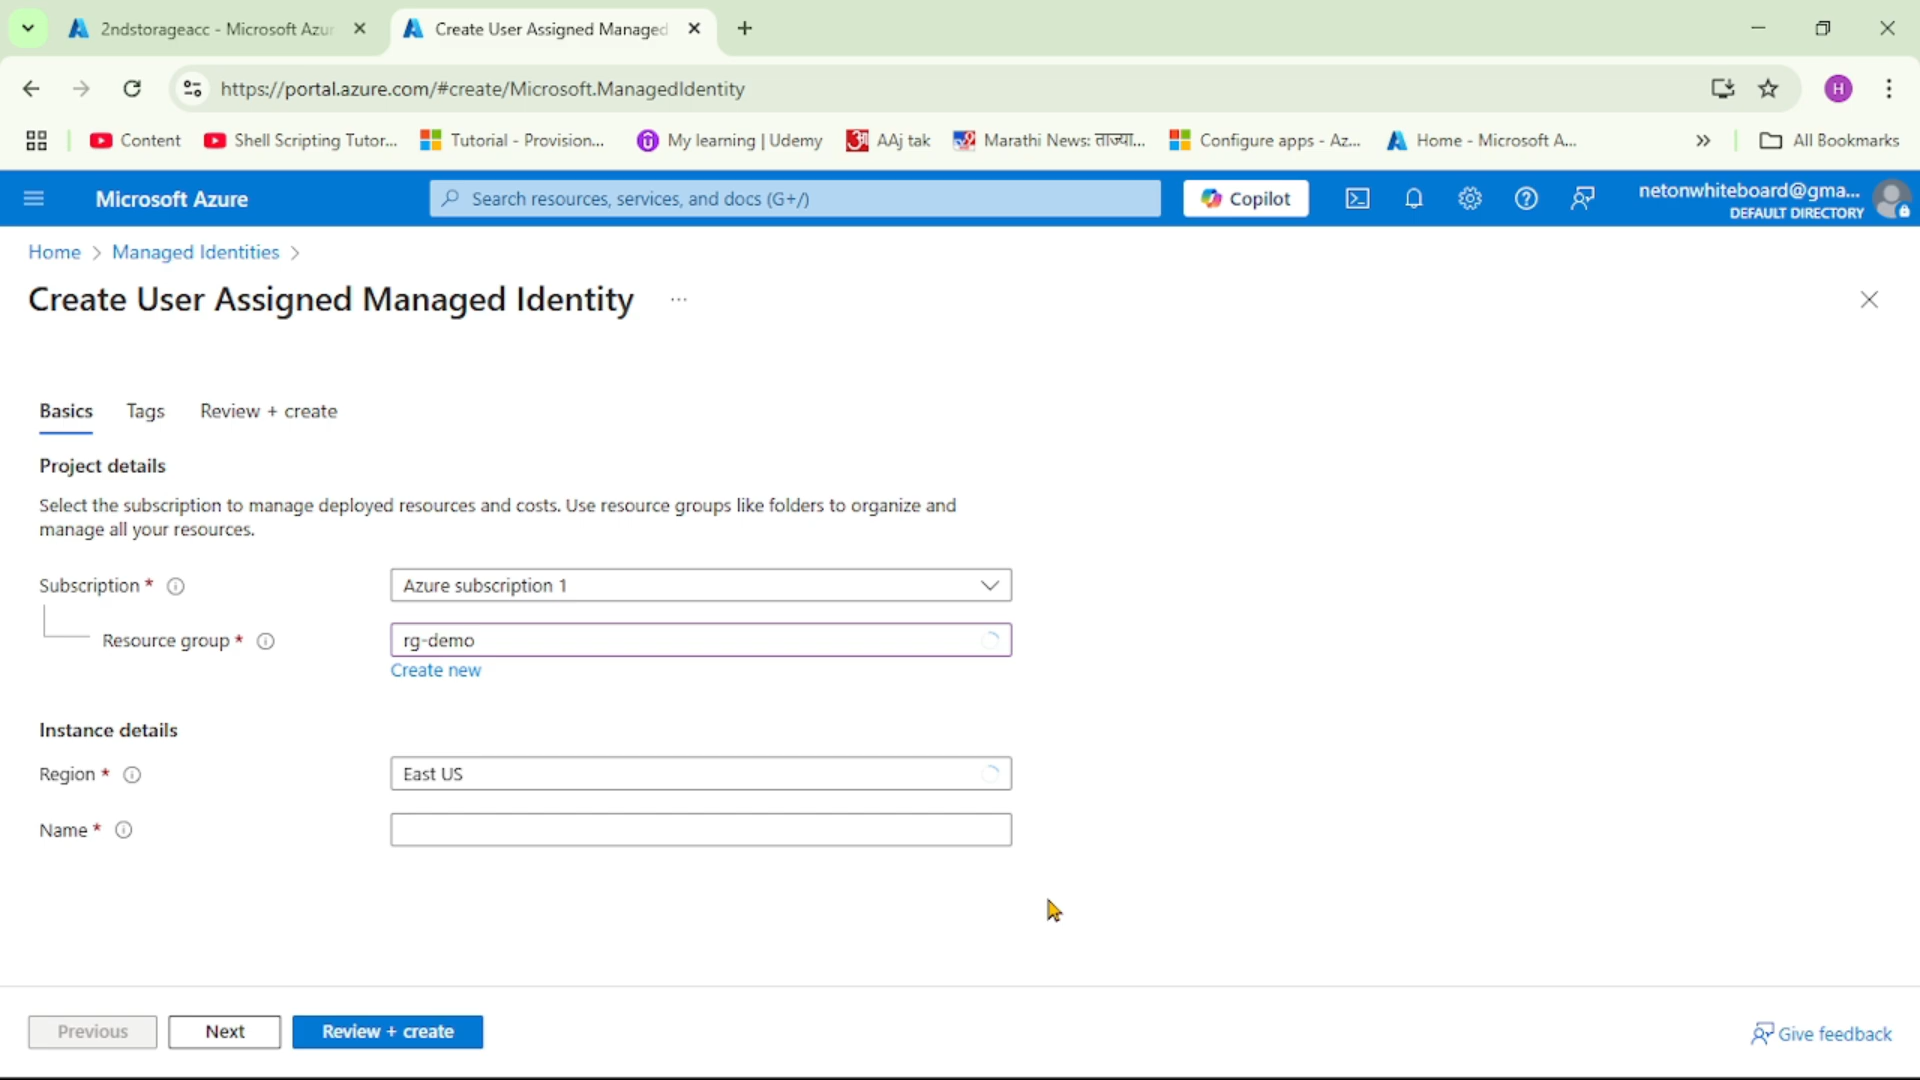 2ndstorageacc - Microsoft Azur
Create User Assigned Managed
https://portal.azure.com/#create/Microsoft.ManagedIdentity
H
Content
Shell Scripting Tutor...
Tutorial - Provision...
My learning | Udemy
AAj tak
Marathi News: ताज्या...
Configure apps - Az...
Home - Microsoft A...
All Bookmarks
Microsoft Azure
Search resources, services, and docs (G+/)
Copilot
netonwhiteboard@gma...
DEFAULT DIRECTORY
Home > Managed Identities >
Create User Assigned Managed Identity ...
Basics
Tags
Review + create
Project details
Select the subscription to manage deployed resources and costs. Use resource groups like folders to organize and
manage all your resources.
Subscription *
Azure subscription 1
Resource group *
rg-demo
Create new
Instance details
Region *
East US
Name *
Previous
Next
Review + create
Give feedback